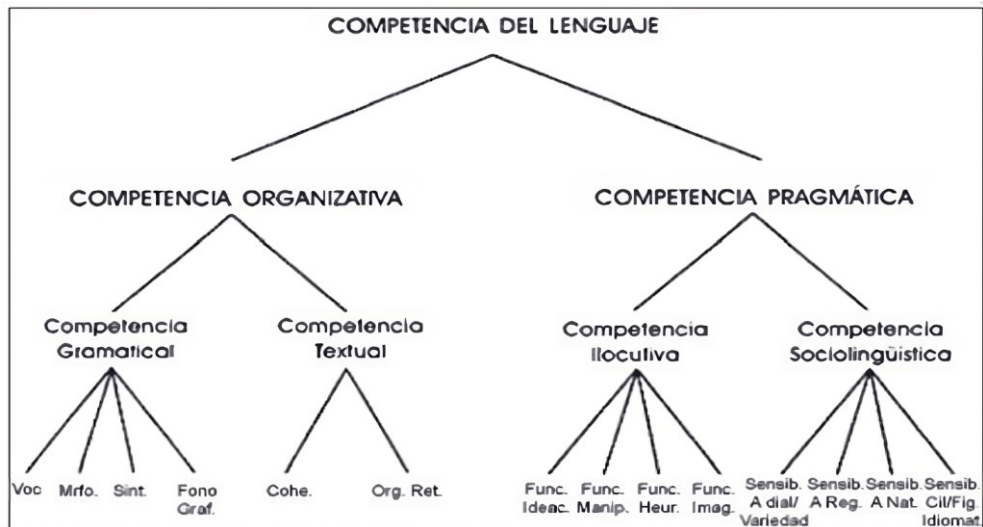 COMPETENCIA DEL LENGUAJE
COMPETENCIA ORGANIZATIVA
COMPETENCIA PRAGMÁTICA
Competencia
Gramatical
Competencia
Textual
Competencia
Ilocutiva
Competencia
Sociolingüistica
Voc
Mrfo.
Sint.
Fono
Graf.
Cohe.
Org. Ret.
Func.
Ideac.
Func.
Manip.
Func.
Heur.
Func.
Imag.
Sensib.
A dial/
Variedad
Sensib.
A Reg.
Sensib.
A Nat.
Sensib.
Cil/Fig.
Idiomat.